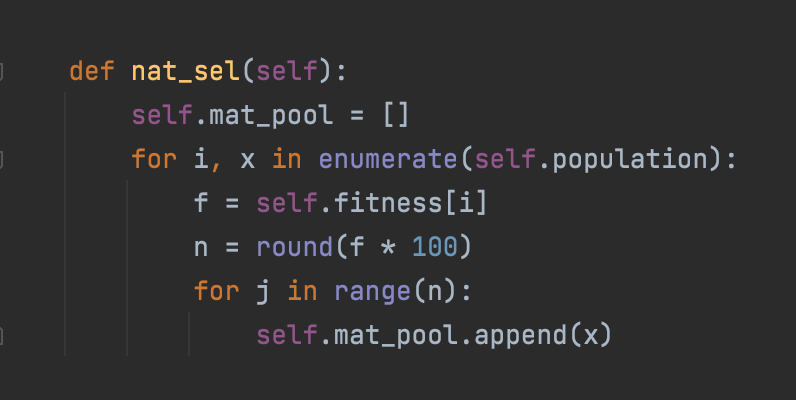 def nat_sel(self):
    self.mat_pool = []
    for i, x in enumerate(self.population):
        f = self.fitness[i]
        n = round(f * 100)
        for j in range(n):
            self.mat_pool.append(x)